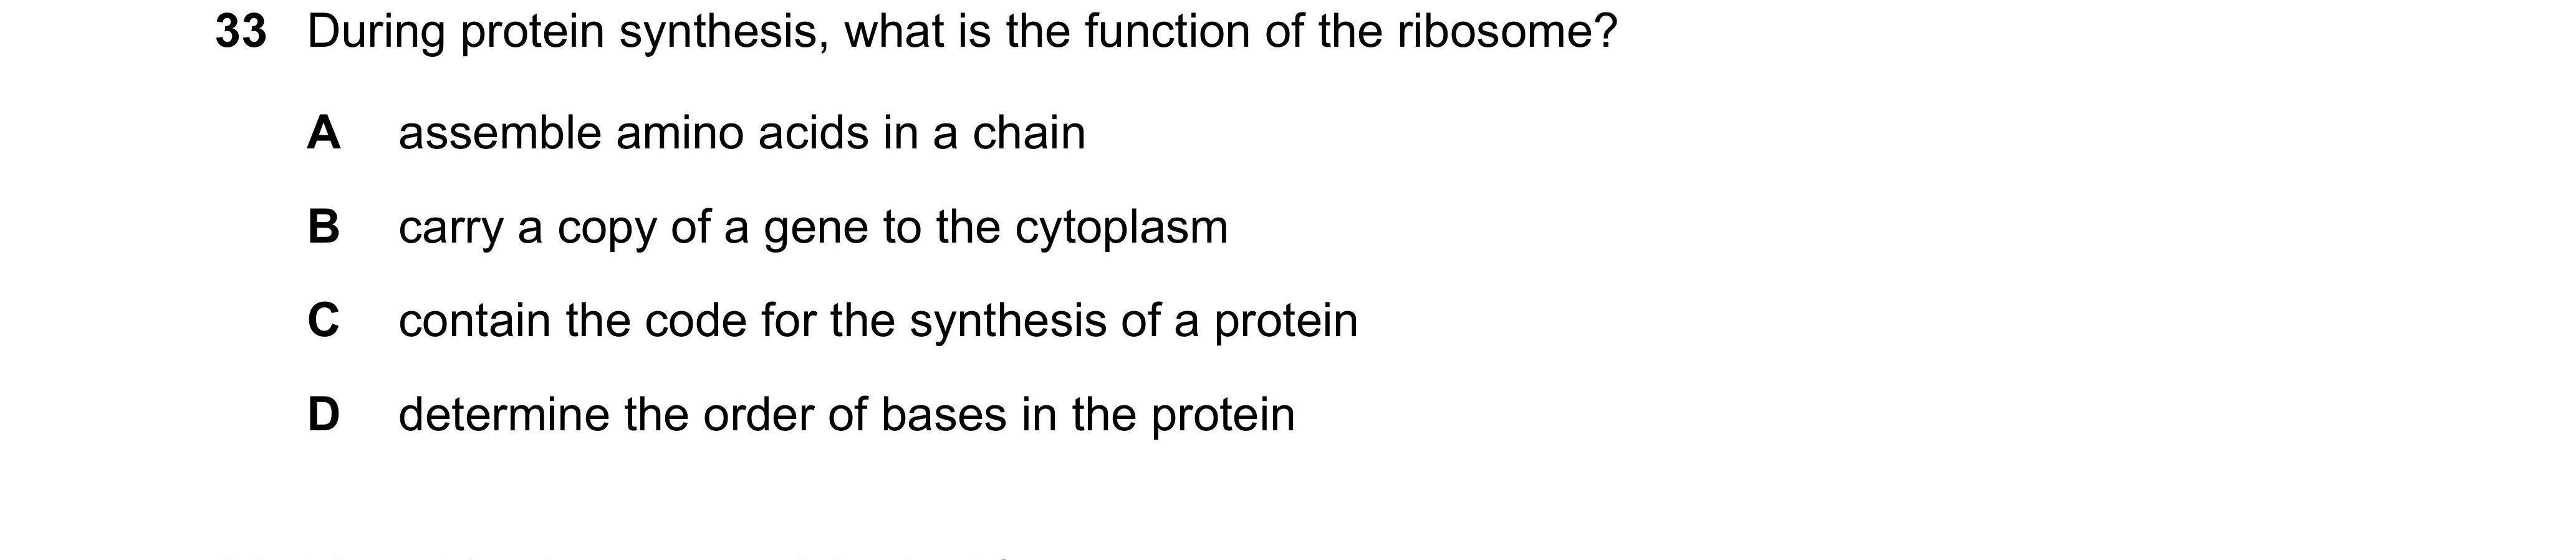 33 During protein synthesis, what is the function of the ribosome?
A assemble amino acids in a chain
B carry a copy of a gene to the cytoplasm
C contain the code for the synthesis of a protein
D determine the order of bases in the protein